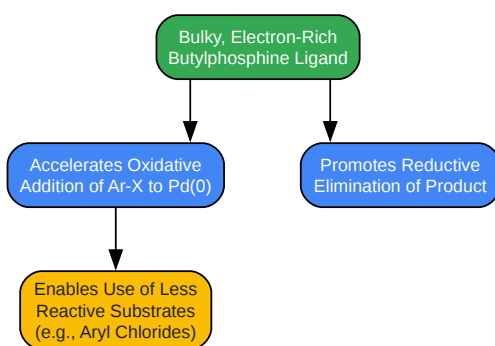 Bulky, Electron-Rich
Butylphosphine Ligand
Accelerates Oxidative
Addition of Ar-X to Pd(0)
Promotes Reductive
Elimination of Product
Enables Use of Less
Reactive Substrates
(e.g., Aryl Chlorides)